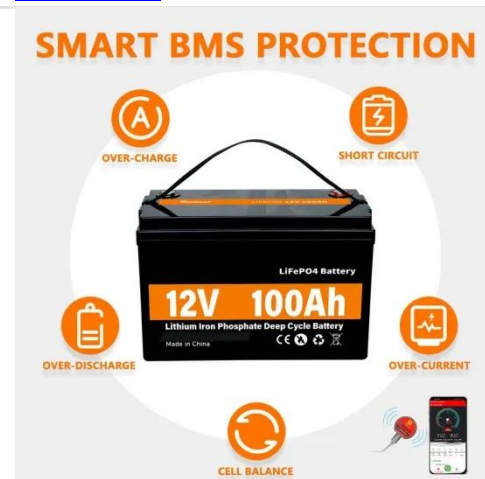 SMART BMS PROTECTION
OVER-CHARGE
SHORT CIRCUIT
LiFePO4 Battery
12V 100Ah
Lithium Iron Phosphate Deep Cycle Battery
Made in China
CE
OVER-DISCHARGE
OVER-CURRENT
CELL BALANCE